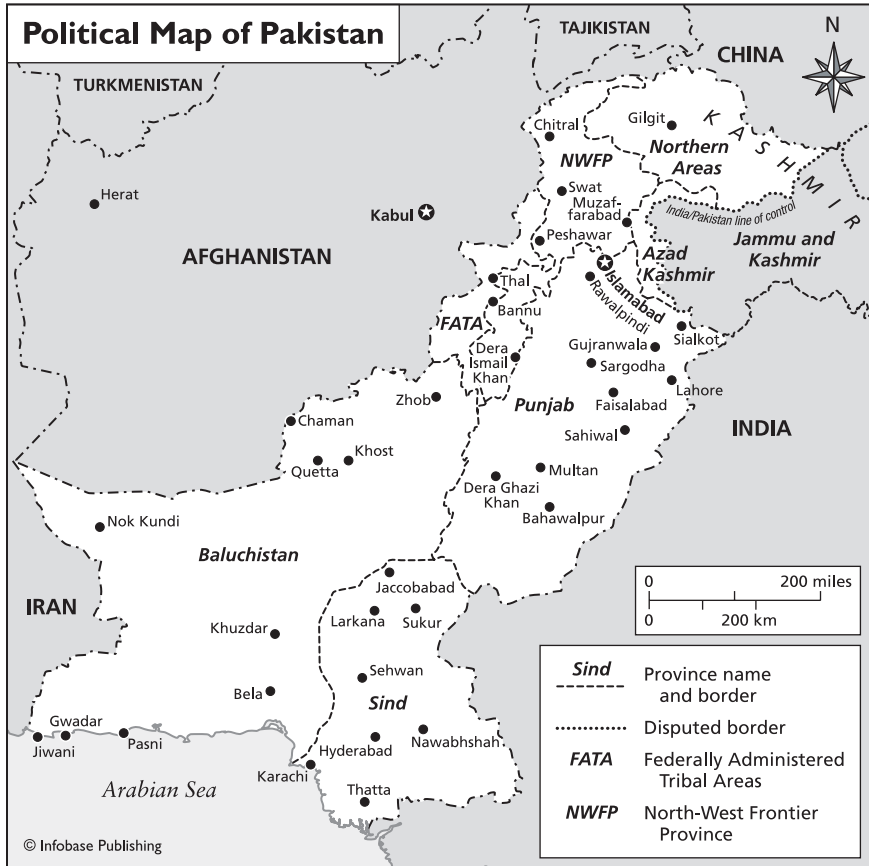 Political Map of Pakistan
TAJIKISTAN
N
CHINA
TURKMENISTAN
Chitral
Gilgit
KASHMIR
NWFP
Northern
Areas
Herat
Swat
Kabul
Muzaf-
farabad
India/Pakistan line of control
Peshawar
Jammu and
Kashmir
AFGHANISTAN
Azad
Kashmir
Islamabad
Rawalpindi
Thal
Bannu
FATA
Sialkot
Gujranwala
Dera
Ismail
Khan
Sargodha
Lahore
Zhob
Punjab
Faisalabad
Chaman
INDIA
Sahiwal
Khost
Quetta
Multan
Dera Ghazi
Khan
Bahawalpur
Nok Kundi
Baluchistan
Jaccobabad
0 200 miles
0 200 km
IRAN
Larkana
Sukur
Khuzdar
Sehwan
Bela
Sind
Gwadar
Jiwani
Pasni
Hyderabad
Nawabhshah
Karachi
Arabian Sea
Thatta
Sind Province name
and border
Disputed border
FATA Federally Administered
Tribal Areas
NWFP North-West Frontier
Province
© Infobase Publishing